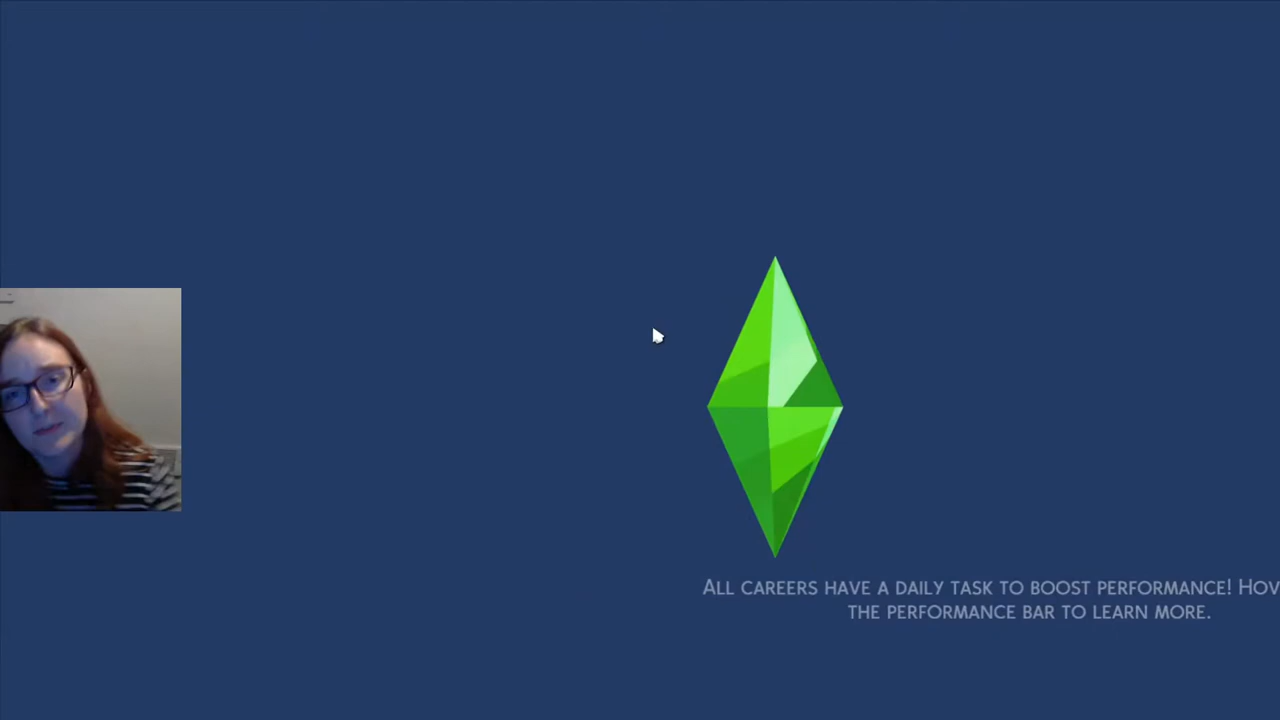 ALL CAREERS HAVE A DAILY TASK TO BOOST PERFORMANCE! HOV
THE PERFORMANCE BAR TO LEARN MORE.